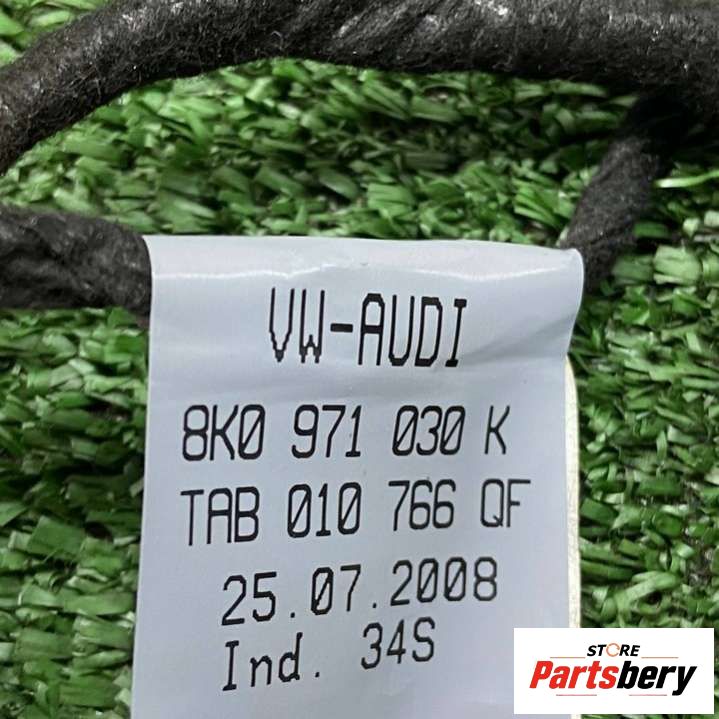 VW-AUDI
8K0 971 030 K
TAB 010 766 QF
25.07.2008
Ind. 34S
STORE
Partsbery